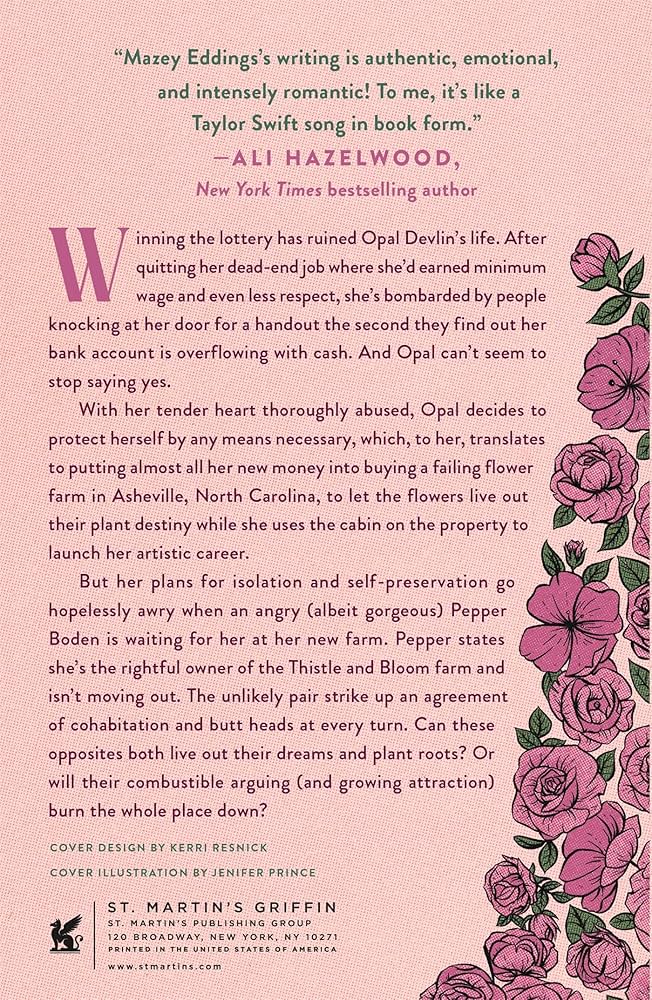 “Mazey Eddings’s writing is authentic, emotional,
and intensely romantic! To me, it’s like a
Taylor Swift song in book form.”
—ALI HAZELWOOD,
New York Times bestselling author
Winning the lottery has ruined Opal Devlin’s life. After
quitting her dead-end job where she’d earned minimum
wage and even less respect, she’s bombarded by people
knocking at her door for a handout the second they find out her
bank account is overflowing with cash. And Opal can’t seem to
stop saying yes.
With her tender heart thoroughly abused, Opal decides to
protect herself by any means necessary, which, to her, translates
to putting almost all her new money into buying a failing flower
farm in Asheville, North Carolina, to let the flowers live out
their plant destiny while she uses the cabin on the property to
launch her artistic career.
But her plans for isolation and self-preservation go
hopelessly awry when an angry (albeit gorgeous) Pepper
Boden is waiting for her at her new farm. Pepper states
she’s the rightful owner of the Thistle and Bloom farm and
isn’t moving out. The unlikely pair strike up an agreement
of cohabitation and butt heads at every turn. Can these
opposites both live out their dreams and plant roots? Or
will their combustible arguing (and growing attraction)
burn the whole place down?
COVER DESIGN BY KERRI RESNICK
COVER ILLUSTRATION BY JENIFER PRINCE
ST. MARTIN’S GRIFFIN
ST. MARTIN’S PUBLISHING GROUP
120 BROADWAY, NEW YORK, NY 10271
PRINTED IN THE UNITED STATES OF AMERICA
www.stmartins.com